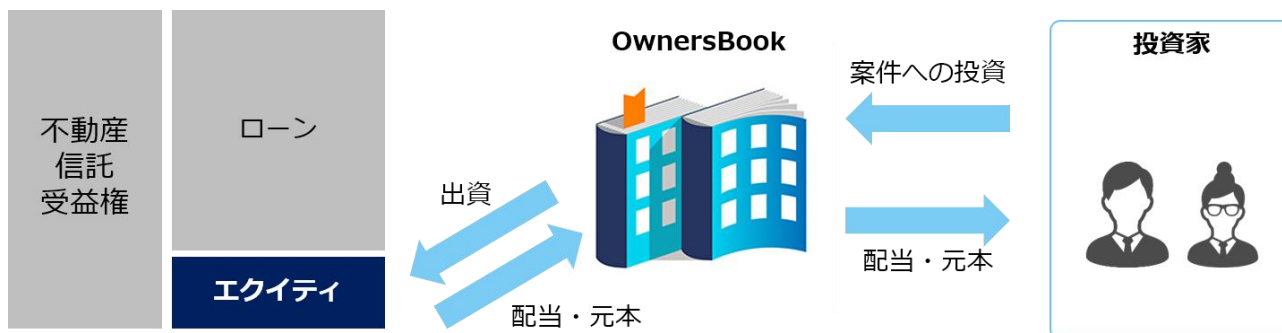 不動産
信託
受益権
ローン
エクイティ
出資
配当・元本
OwnersBook
案件への投資
配当・元本
投資家